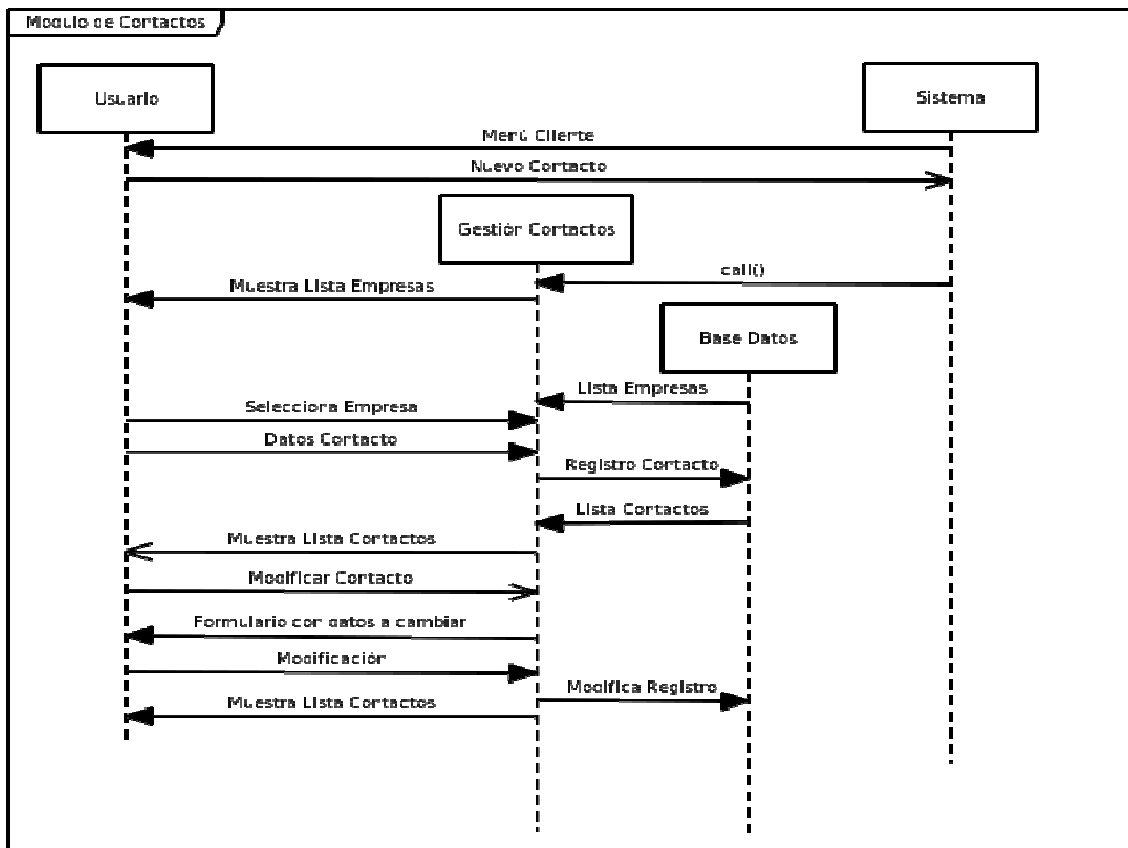 Modulo de Contactos
Usuario
Sistema
Menú Cliente
Nuevo Contacto
Gestión Contactos
call()
Muestra Lista Empresas
Base Datos
Lista Empresas
Selecciona Empresa
Datos Contacto
Registro Contacto
Lista Contactos
Muestra Lista Contactos
Modificar Contacto
Formulario con datos a cambiar
Modificación
Modifica Registro
Muestra Lista Contactos